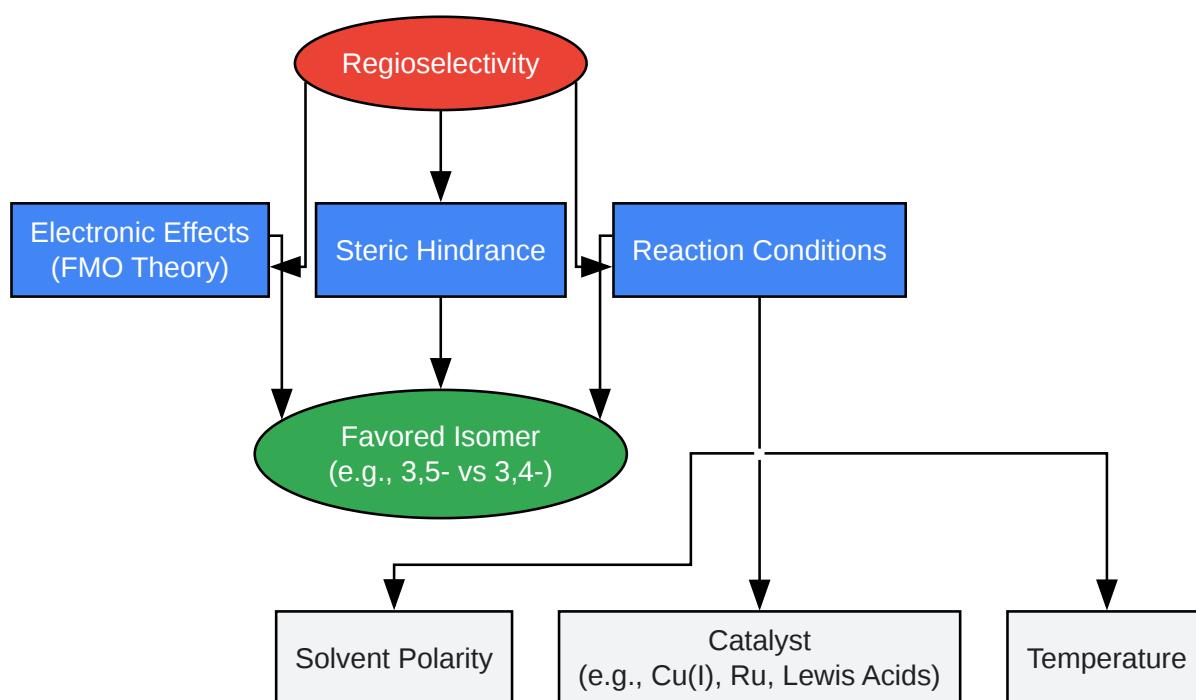 Regioselectivity
Electronic Effects
(FMO Theory)
Steric Hindrance
Reaction Conditions
Favored Isomer
(e.g., 3,5- vs 3,4-)
Solvent Polarity
Catalyst
(e.g., Cu(I), Ru, Lewis Acids)
Temperature